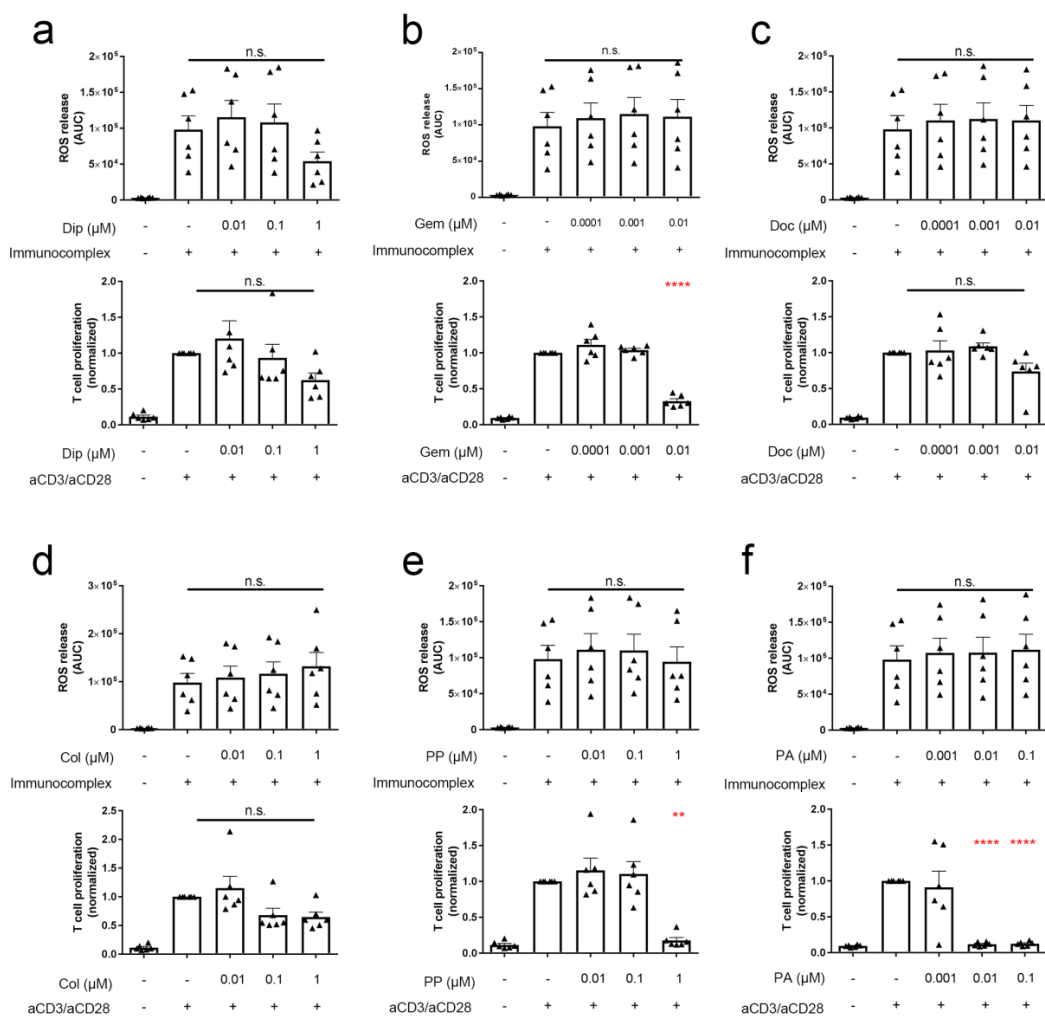 a
n.s.
2×10⁵
1×10⁵
1×10⁵
5×10⁴
0
ROS release
(AUC)
Dip (µM) - - 0.01 0.1 1
Immunocomplex - + + + +
n.s.
2.0
1.5
1.0
0.5
0.0
T cell proliferation
(normalized)
Dip (µM) - - 0.01 0.1 1
aCD3/aCD28 - + + + +
b
n.s.
2×10⁵
1×10⁵
1×10⁵
5×10⁴
0
ROS release
(AUC)
Gem (µM) - - 0.0001 0.001 0.01
Immunocomplex - + + + +
****
2.0
1.5
1.0
0.5
0.0
T cell proliferation
(normalized)
Gem (µM) - - 0.0001 0.001 0.01
aCD3/aCD28 - + + + +
c
n.s.
2×10⁵
1×10⁵
1×10⁵
5×10⁴
0
ROS release
(AUC)
Doc (µM) - - 0.0001 0.001 0.01
Immunocomplex - + + + +
n.s.
2.0
1.5
1.0
0.5
0.0
T cell proliferation
(normalized)
Doc (µM) - - 0.0001 0.001 0.01
aCD3/aCD28 - + + + +
d
n.s.
3×10⁵
2×10⁵
1×10⁵
0
ROS release
(AUC)
Col (µM) - - 0.01 0.1 1
Immunocomplex - + + + +
n.s.
2.5
2.0
1.5
1.0
0.5
0.0
T cell proliferation
(normalized)
Col (µM) - - 0.01 0.1 1
aCD3/aCD28 - + + + +
e
n.s.
2×10⁵
1×10⁵
1×10⁵
5×10⁴
0
ROS release
(AUC)
PP (µM) - - 0.01 0.1 1
Immunocomplex - + + + +
**
2.0
1.5
1.0
0.5
0.0
T cell proliferation
(normalized)
PP (µM) - - 0.01 0.1 1
aCD3/aCD28 - + + + +
f
n.s.
2×10⁵
1×10⁵
1×10⁵
5×10⁴
0
ROS release
(AUC)
PA (µM) - - 0.001 0.01 0.1
Immunocomplex - + + + +
**** ****
2.0
1.5
1.0
0.5
0.0
T cell proliferation
(normalized)
PA (µM) - - 0.001 0.01 0.1
aCD3/aCD28 - + + + +